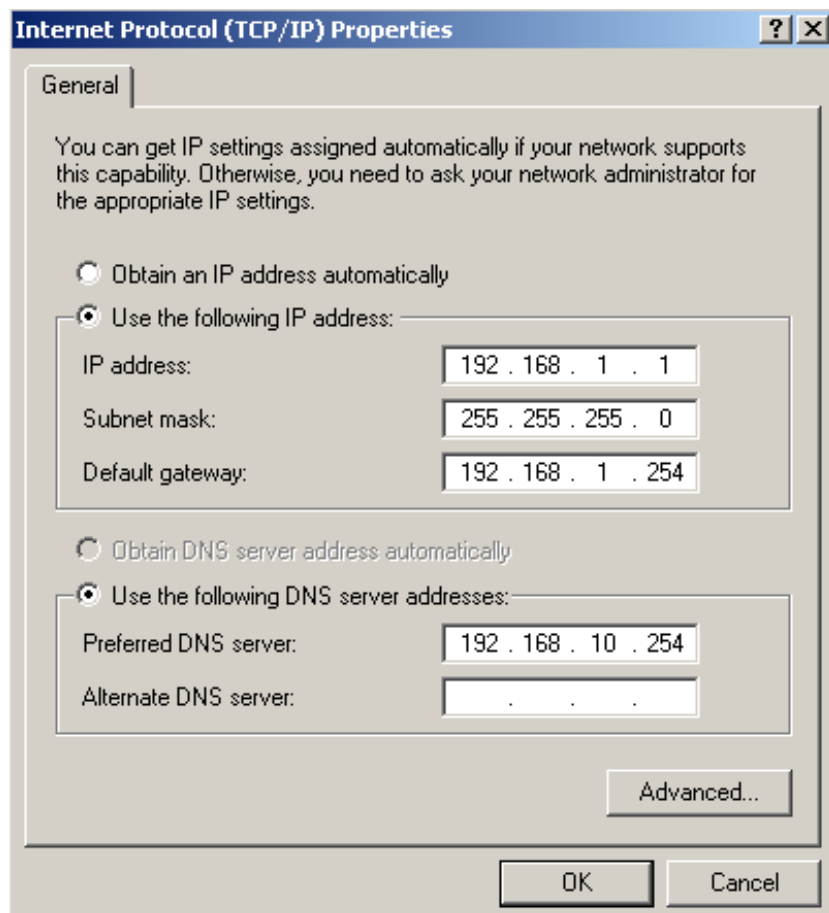 Internet Protocol (TCP/IP) Properties
General
You can get IP settings assigned automatically if your network supports
this capability. Otherwise, you need to ask your network administrator for
the appropriate IP settings.
Obtain an IP address automatically
Use the following IP address:
IP address: 192 . 168 . 1 . 1
Subnet mask: 255 . 255 . 255 . 0
Default gateway: 192 . 168 . 1 . 254
Obtain DNS server address automatically
Use the following DNS server addresses:
Preferred DNS server: 192 . 168 . 10 . 254
Alternate DNS server: . . .
Advanced...
OK Cancel